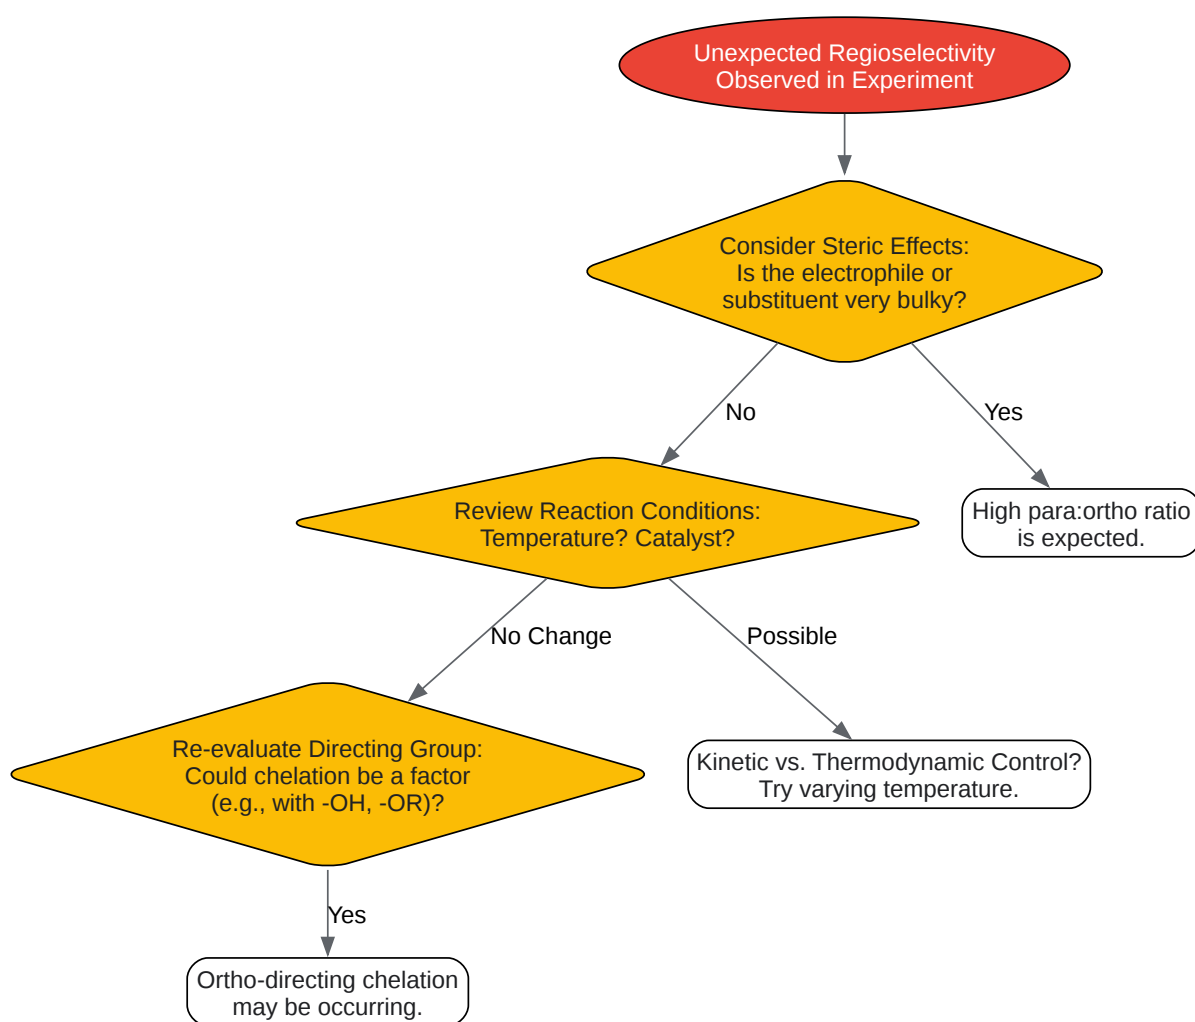 Unexpected Regioselectivity
Observed in Experiment
Consider Steric Effects:
Is the electrophile or
substituent very bulky?
No
Yes
Review Reaction Conditions:
Temperature? Catalyst?
High para:ortho ratio
is expected.
No Change
Possible
Re-evaluate Directing Group:
Could chelation be a factor
(e.g., with -OH, -OR)?
Kinetic vs. Thermodynamic Control?
Try varying temperature.
Yes
Ortho-directing chelation
may be occurring.